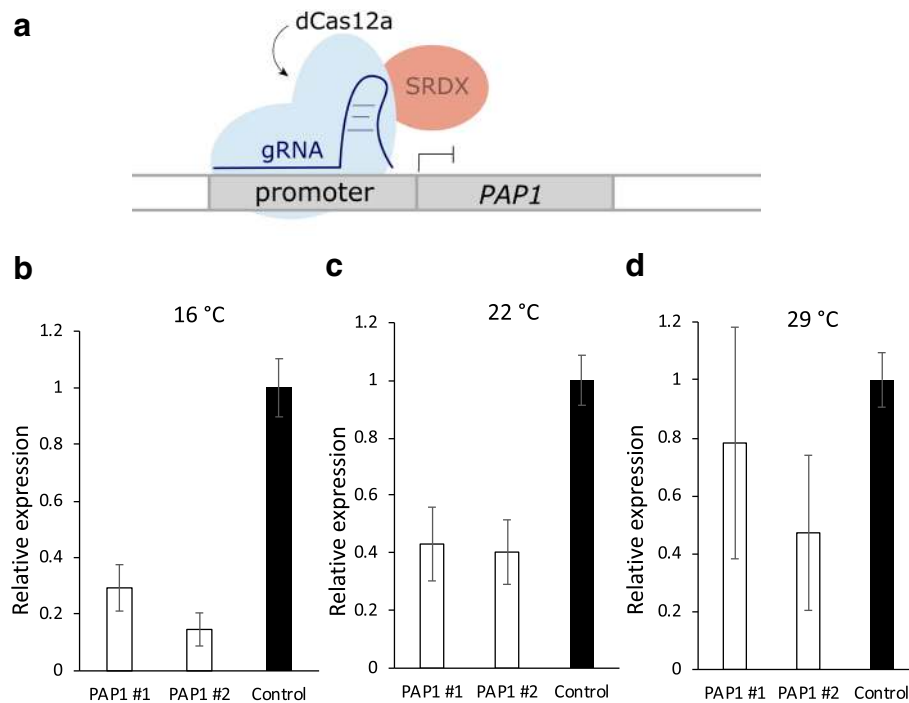 a
dCas12a
SRDX
gRNA
promoter
PAP1
b
16 °C
Relative expression
1.2
1
0.8
0.6
0.4
0.2
0
PAP1 #1 PAP1 #2 Control
c
22 °C
Relative expression
1.2
1
0.8
0.6
0.4
0.2
0
PAP1 #1 PAP1 #2 Control
d
29 °C
Relative expression
1.2
1
0.8
0.6
0.4
0.2
0
PAP1 #1 PAP1 #2 Control